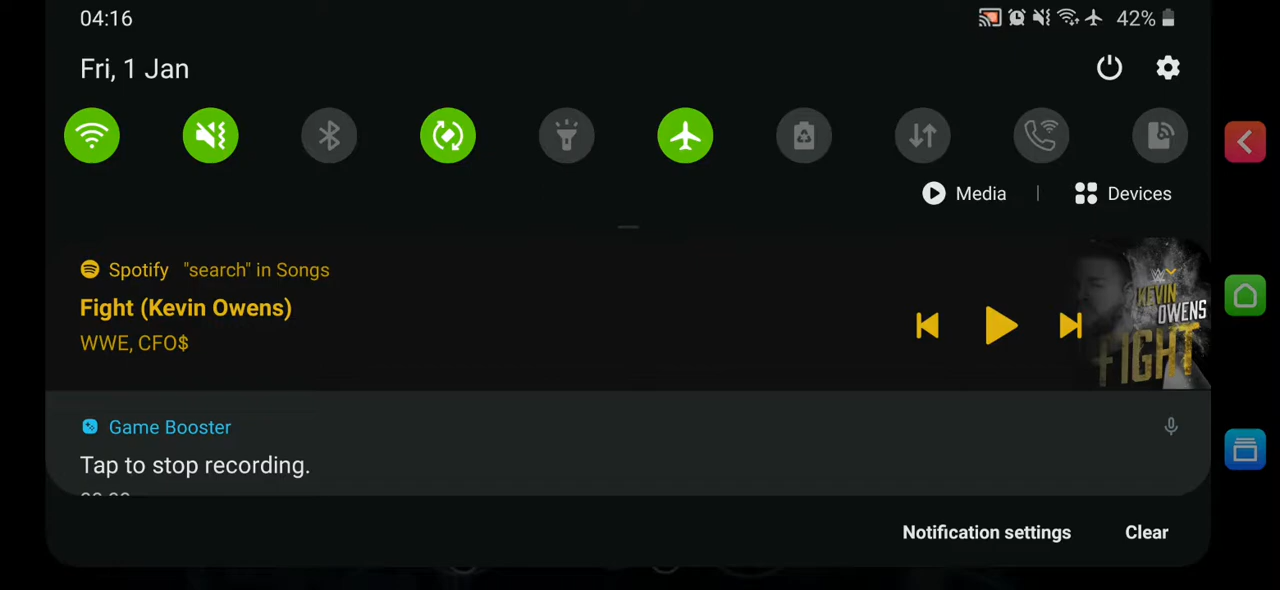 04:16
42%
Fri, 1 Jan
Media | Devices
Spotify "search" in Songs
Fight (Kevin Owens)
WWE, CFO$
KEVIN
OWENS
FIGHT
Game Booster
Tap to stop recording.
Notification settings
Clear